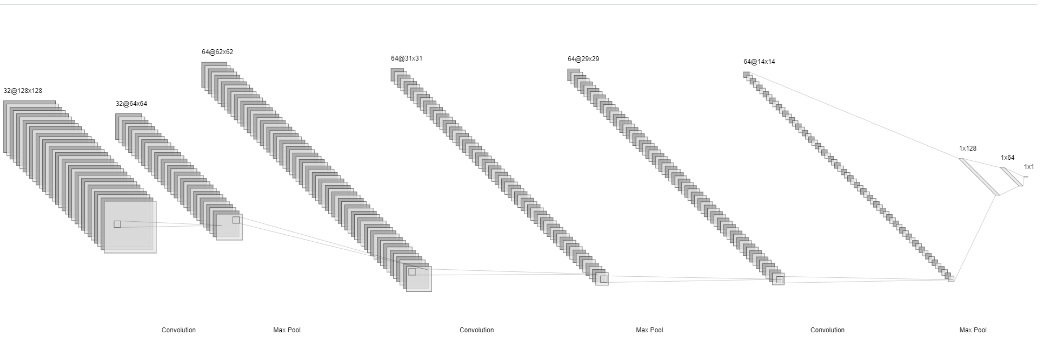 32@128x128
32@64x64
64@62x62
64@31x31
64@29x29
64@14x14
1x128
1x64
1x1
Convolution
Max Pool
Convolution
Max Pool
Convolution
Max Pool